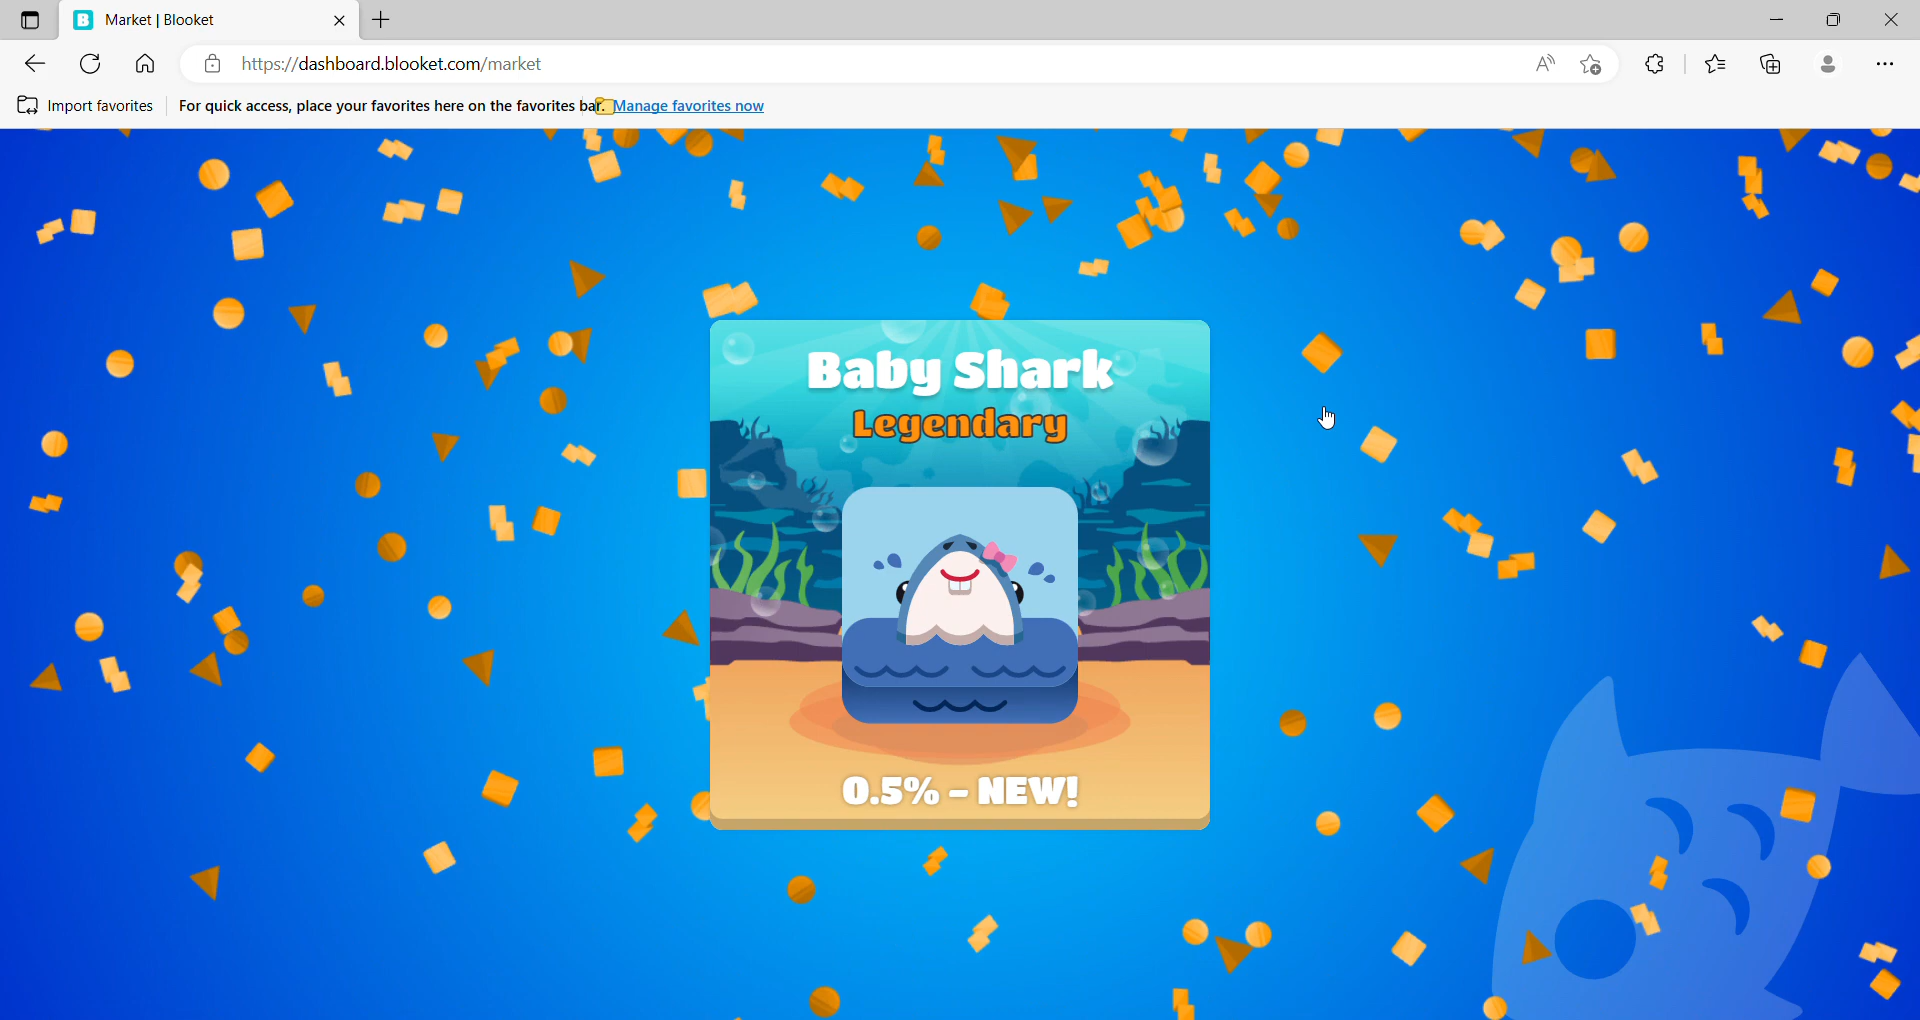 Market | Blooket
https://dashboard.blooket.com/market
Import favorites
For quick access, place your favorites here on the favorites bar. Manage favorites now
Baby Shark
Legendary
0.5% - NEW!